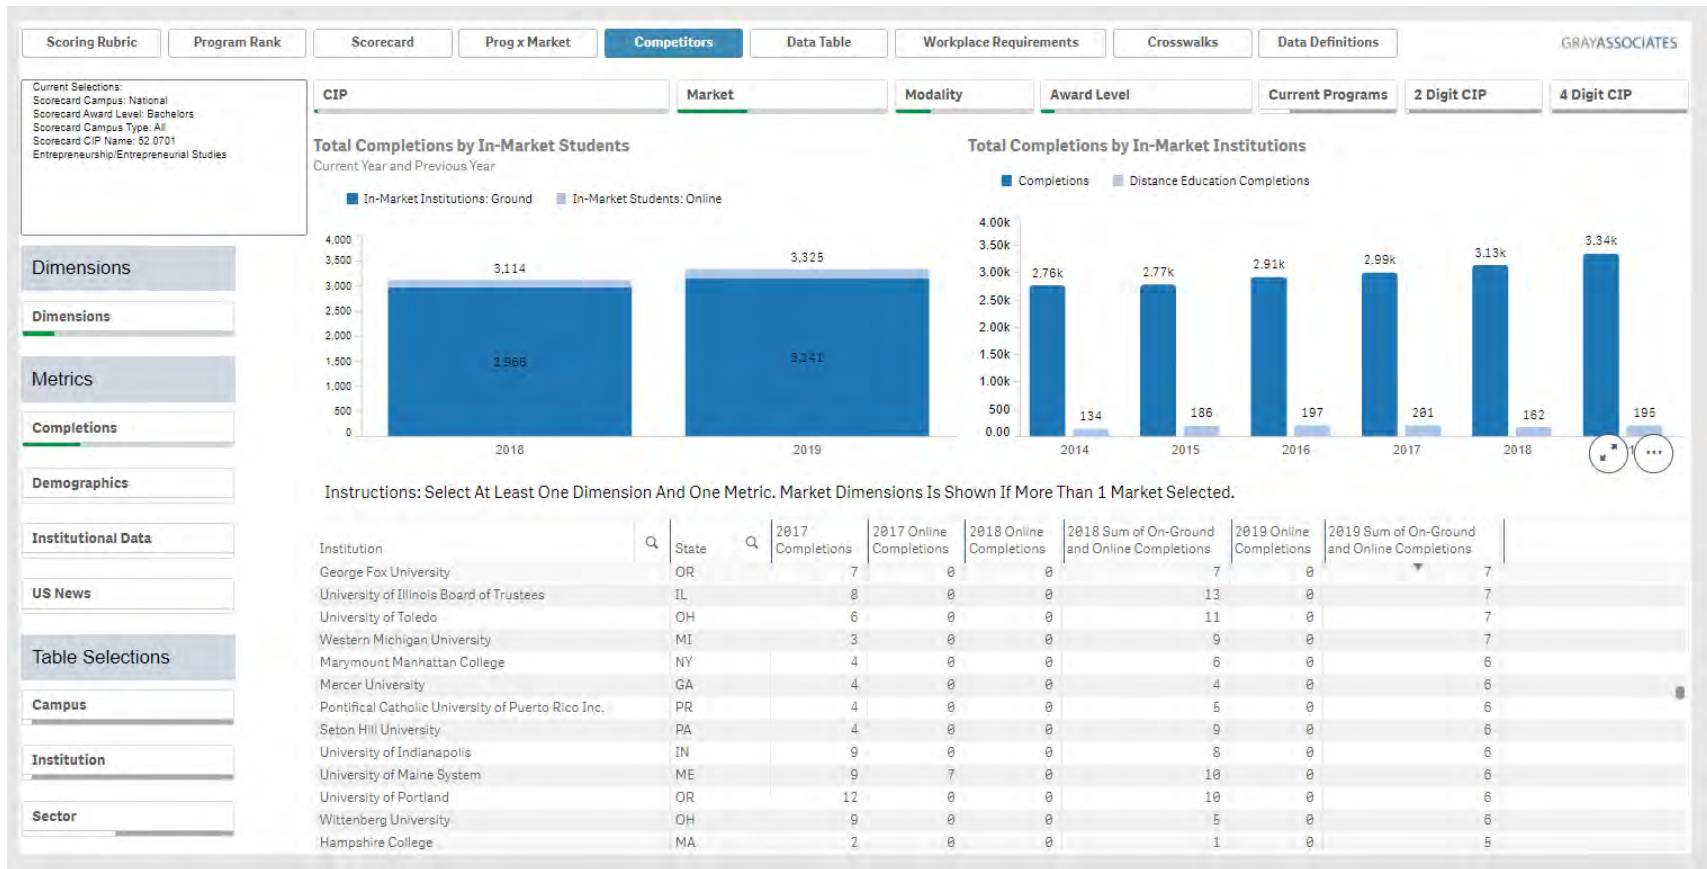 Scoring Rubric
Program Rank
Scorecard
Prog x Market
Competitors
Data Table
Workplace Requirements
Crosswalks
Data Definitions
GRAYASSOCIATES
Current Selections:
Scorecard Campus: National
Scorecard Award Level: Bachelors
Scorecard Campus Type: All
Scorecard CIP Name: 52.0701
Entrepreneurship/Entrepreneurial Studies
CIP
Market
Modality
Award Level
Current Programs
2 Digit CIP
4 Digit CIP
Dimensions
Dimensions
Metrics
Completions
Demographics
Institutional Data
US News
Table Selections
Campus
Institution
Sector
Total Completions by In-Market Students
Current Year and Previous Year
In-Market Institutions: Ground
In-Market Students: Online
4,000
3,500
3,000
2,500
2,000
1,500
1,000
500
0
3,114
2,966
3,325
3,141
2018
2019
Total Completions by In-Market Institutions
Completions
Distance Education Completions
4.00k
3.50k
3.00k
2.50k
2.00k
1.50k
1.00k
500
0.00
2.76k
2.77k
2.91k
2.99k
3.13k
3.34k
134
186
197
201
162
195
2014
2015
2016
2017
2018
Instructions: Select At Least One Dimension And One Metric. Market Dimensions Is Shown If More Than 1 Market Selected.
Institution State 2017 Completions 2017 Online Completions 2018 Online Completions 2018 Sum of On-Ground and Online Completions 2019 Online Completions 2019 Sum of On-Ground and Online Completions
George Fox University OR 7 0 0 7 0 7
University of Illinois Board of Trustees IL 8 0 0 13 0 7
University of Toledo OH 6 0 0 11 0 7
Western Michigan University MI 3 0 0 9 0 7
Marymount Manhattan College NY 4 0 0 6 0 6
Mercer University GA 4 0 0 4 0 6
Pontifical Catholic University of Puerto Rico Inc. PR 4 0 0 5 0 6
Seton Hill University PA 4 0 0 9 0 6
University of Indianapolis IN 9 0 0 8 0 6
University of Maine System ME 9 7 0 10 0 6
University of Portland OR 12 0 0 10 0 6
Wittenberg University OH 9 0 0 5 0 6
Hampshire College MA 2 0 0 1 0 5